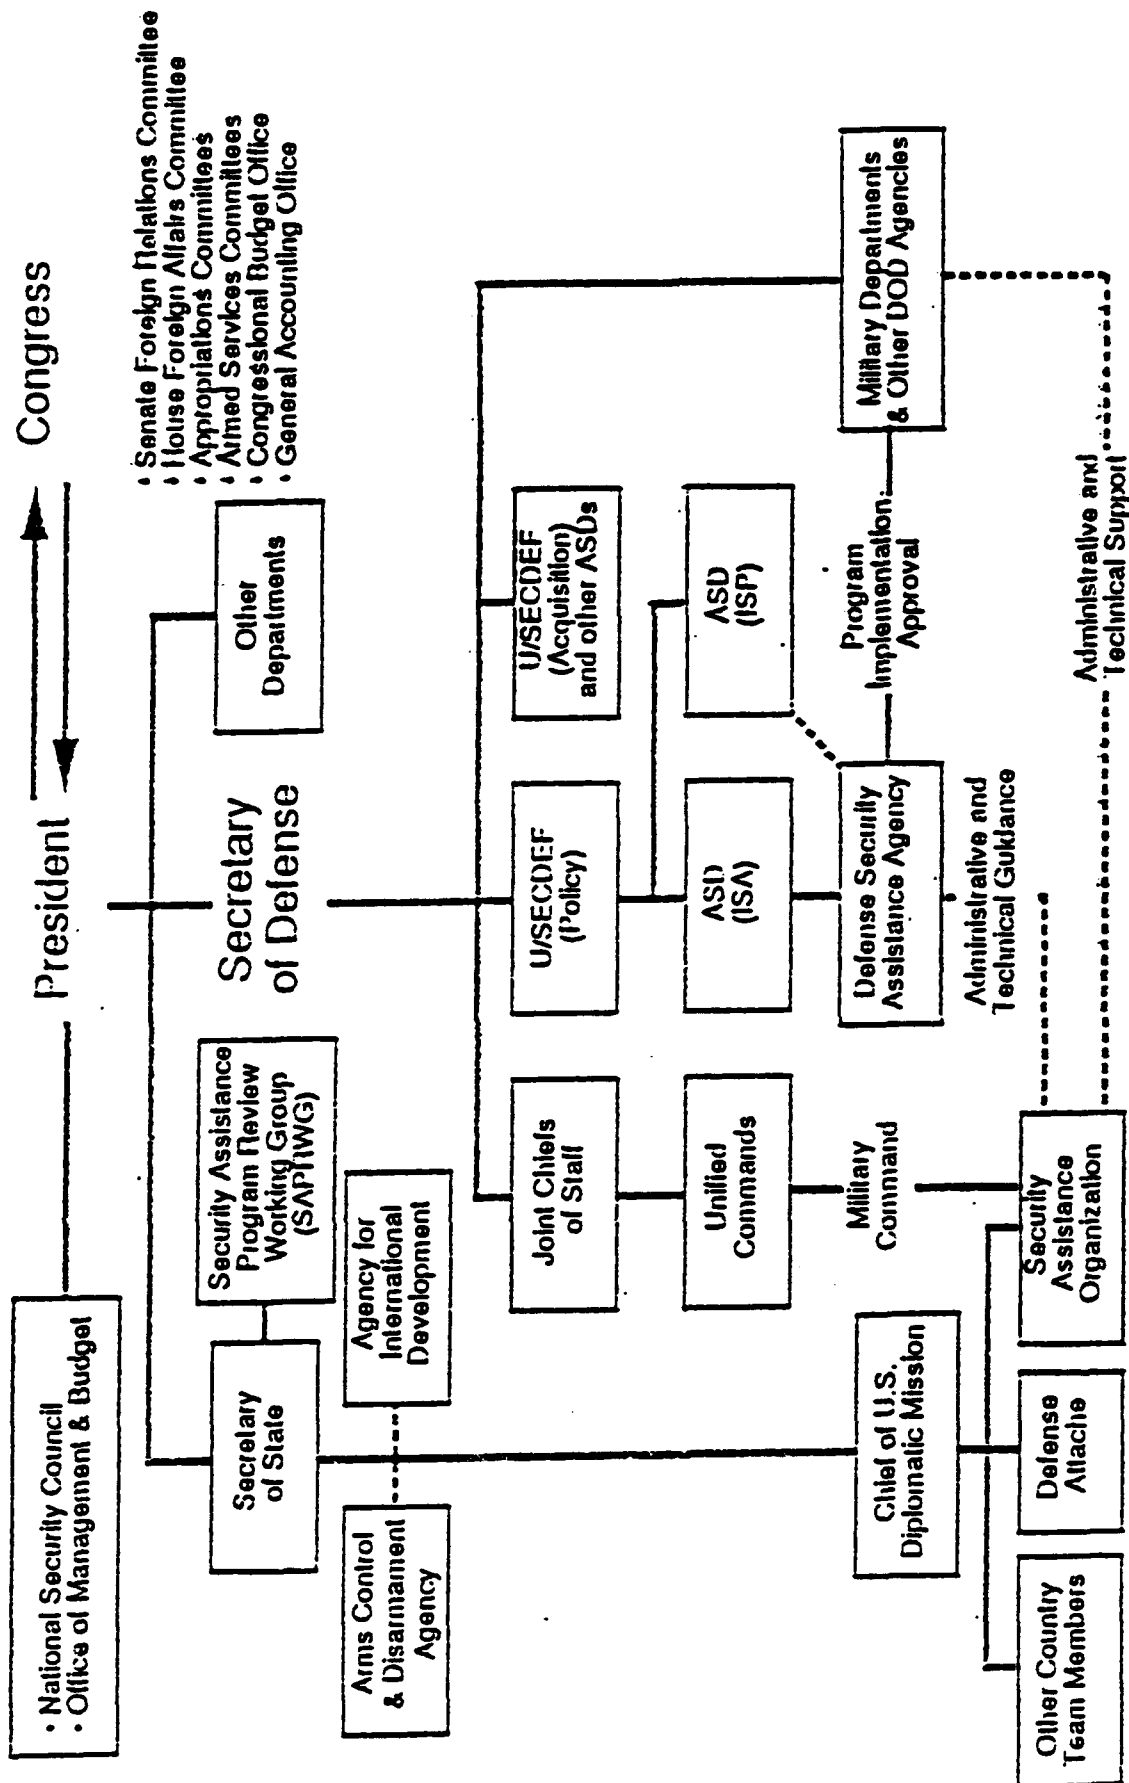 • National Security Council
• Office of Management & Budget
President
Congress
• Senate Foreign Relations Committee
• House Foreign Affairs Committee
• Appropriations Committees
• Armed Services Committees
• Congressional Budget Office
• General Accounting Office
Secretary
of State
Security Assistance
Program Review
Working Group
(SAPRWG)
Secretary
of Defense
Other
Departments
Arms Control
& Disarmament
Agency
Agency for
International
Development
Joint Chiefs
of Staff
U/SECDEF
(Policy)
U/SECDEF
(Acquisition)
and other ASDs
Unified
Commands
ASD
(ISA)
ASD
(ISP)
Chief of U.S.
Diplomatic Mission
Military
Command
Defense Security
Assistance Agency
Program
Implementation
Approval
Military Departments
& Other DOD Agencies
Administrative and
Technical Guidance
Other Country
Team Members
Defense
Attache
Security
Assistance
Organization
Administrative and
Technical Support